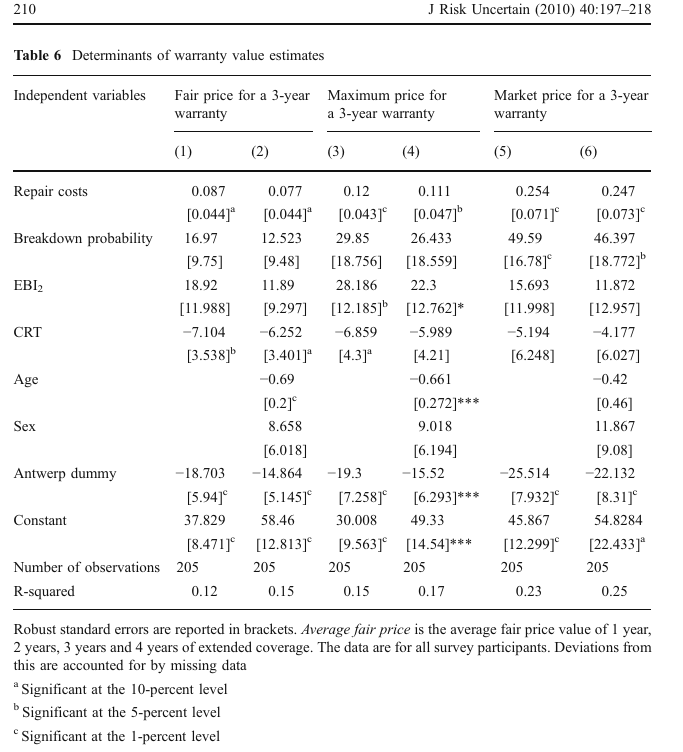 210 J Risk Uncertain (2010) 40:197–218
Table 6 Determinants of warranty value estimates
Independent variables Fair price for a 3-year Maximum price for Market price for a 3-year
warranty a 3-year warranty warranty
(1) (2) (3) (4) (5) (6)
Repair costs 0.087 0.077 0.12 0.111 0.254 0.247
[0.044]a [0.044]a [0.043]c [0.047]b [0.071]c [0.073]c
Breakdown probability 16.97 12.523 29.85 26.433 49.59 46.397
[9.75] [9.48] [18.756] [18.559] [16.78]c [18.772]b
EBI2 18.92 11.89 28.186 22.3 15.693 11.872
[11.988] [9.297] [12.185]b [12.762]* [11.998] [12.957]
CRT −7.104 −6.252 −6.859 −5.989 −5.194 −4.177
[3.538]b [3.401]a [4.3]a [4.21] [6.248] [6.027]
Age −0.69 −0.661 −0.42
[0.2]c [0.272]*** [0.46]
Sex 8.658 9.018 11.867
[6.018] [6.194] [9.08]
Antwerp dummy −18.703 −14.864 −19.3 −15.52 −25.514 −22.132
[5.94]c [5.145]c [7.258]c [6.293]*** [7.932]c [8.31]c
Constant 37.829 58.46 30.008 49.33 45.867 54.8284
[8.471]c [12.813]c [9.563]c [14.54]*** [12.299]c [22.433]a
Number of observations 205 205 205 205 205 205
R-squared 0.12 0.15 0.15 0.17 0.23 0.25
Robust standard errors are reported in brackets. Average fair price is the average fair price value of 1 year,
2 years, 3 years and 4 years of extended coverage. The data are for all survey participants. Deviations from
this are accounted for by missing data
a Significant at the 10-percent level
b Significant at the 5-percent level
c Significant at the 1-percent level